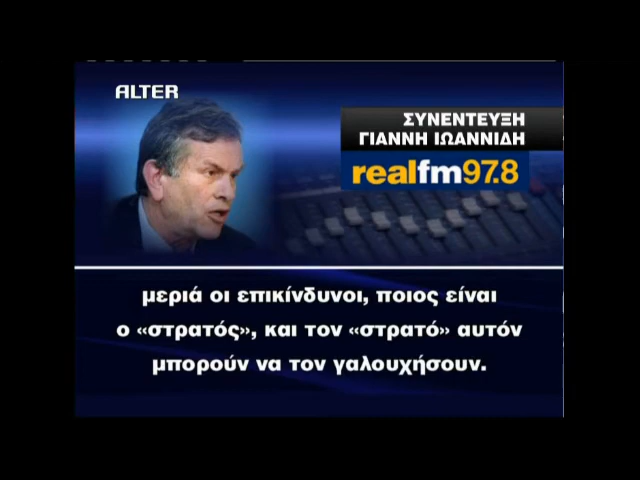 ALTER
ΣΥΝΕΝΤΕΥΞΗ
ΓΙΑΝΝΗ ΙΩΑΝΝΙΔΗ
realfm97.8
μεριά οι επικίνδυνοι, ποιος είναι
ο «στρατός», και τον «στρατό» αυτόν
μπορούν να τον γαλουχήσουν.